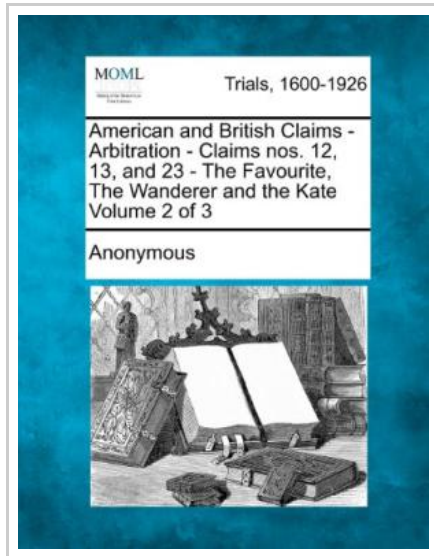 MOML
Trials, 1600-1926
American and British Claims -
Arbitration - Claims nos. 12,
13, and 23 - The Favourite,
The Wanderer and the Kate
Volume 2 of 3
Anonymous